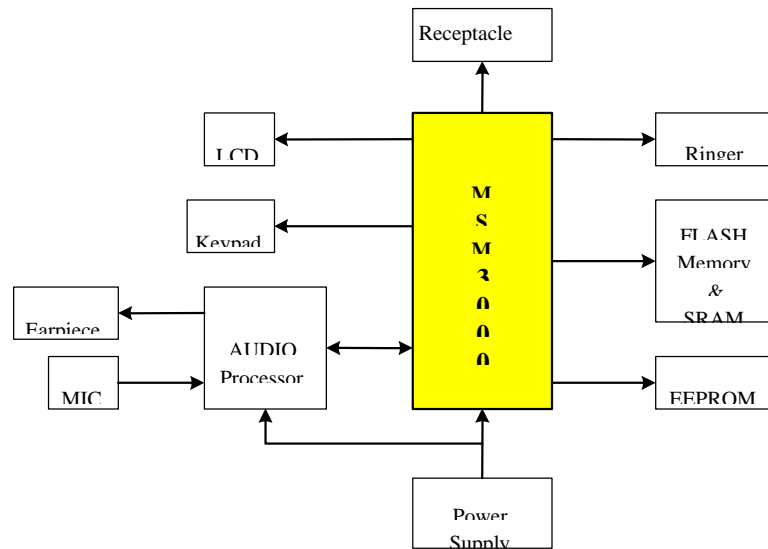 Receptacle
LCD
Ringer
M
S
M
3
0
0
0
Keypad
FLASH
Memory
&
SRAM
Earpiece
AUDIO
Processor
MIC
EEPROM
Power
Supply